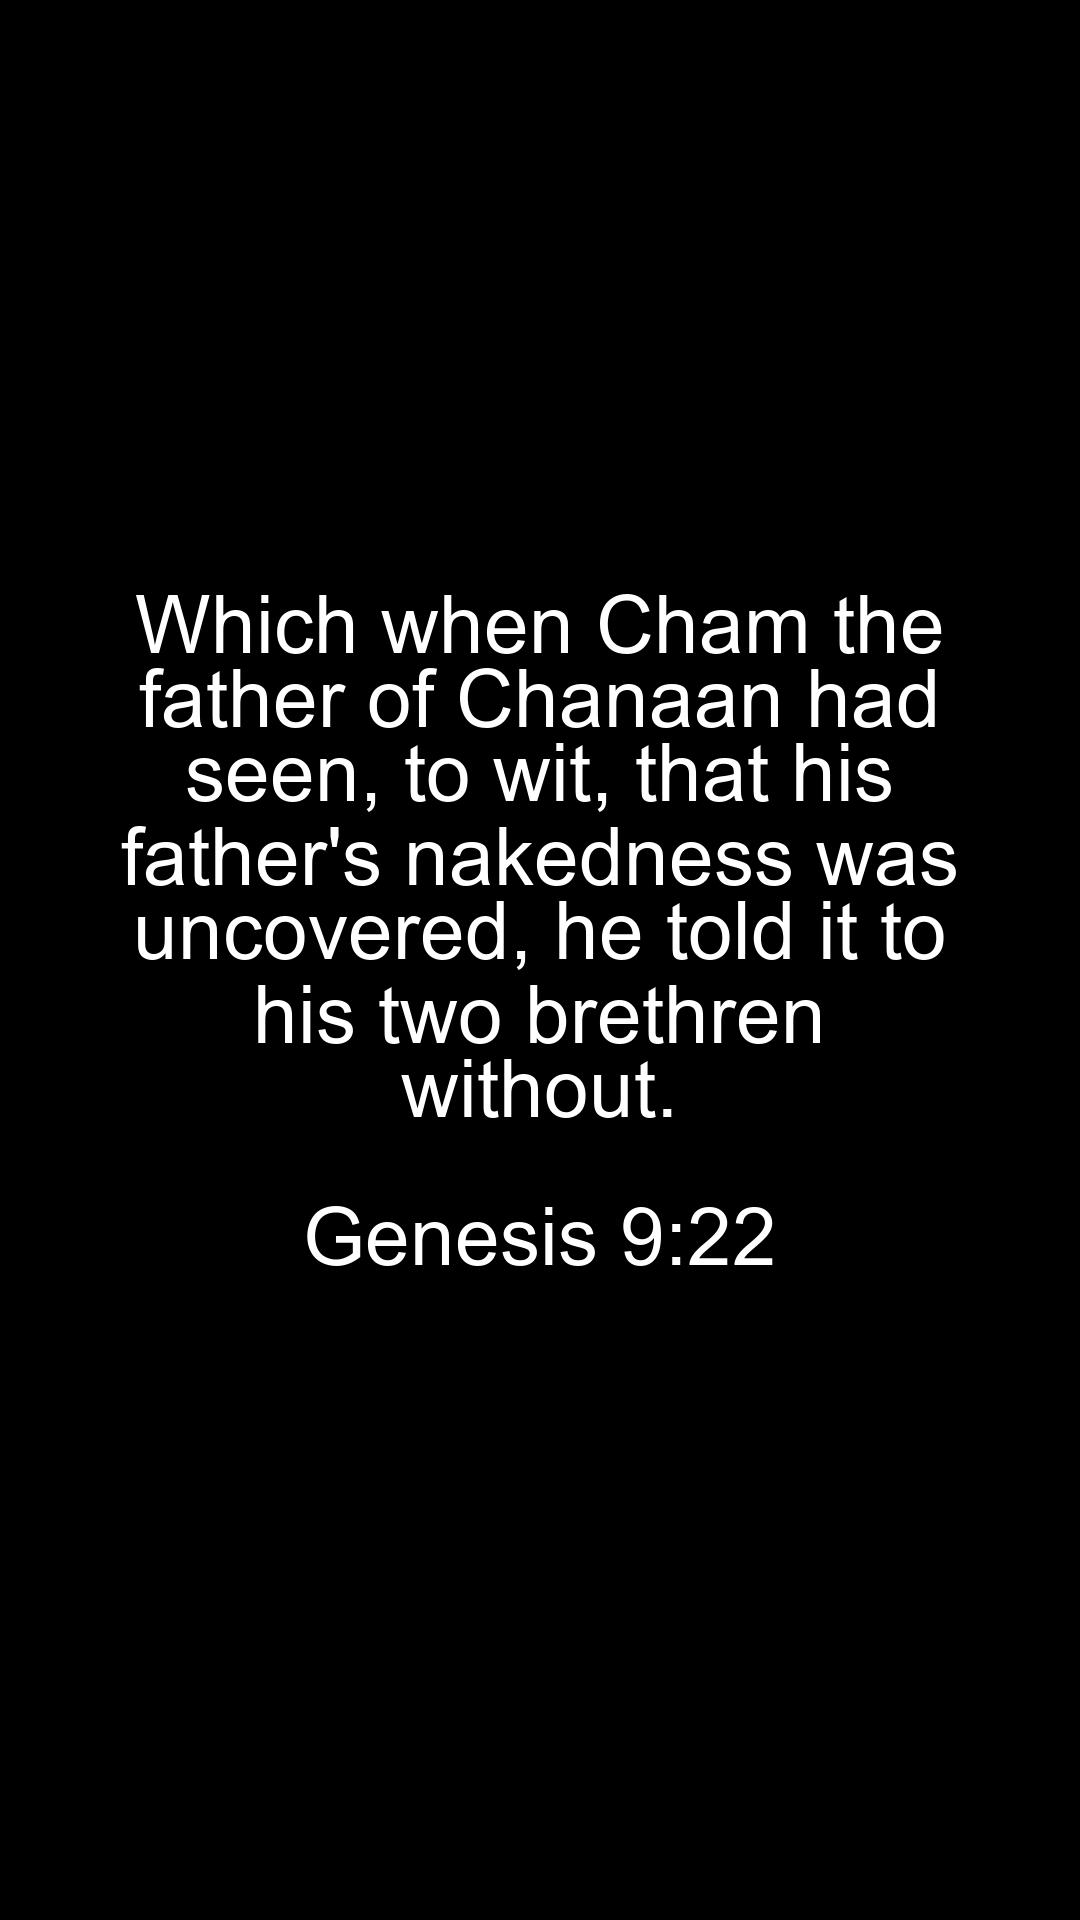 Which when Cham the
father of Chanaan had
seen, to wit, that his
father's nakedness was
uncovered, he told it to
his two brethren
without.
Genesis 9:22